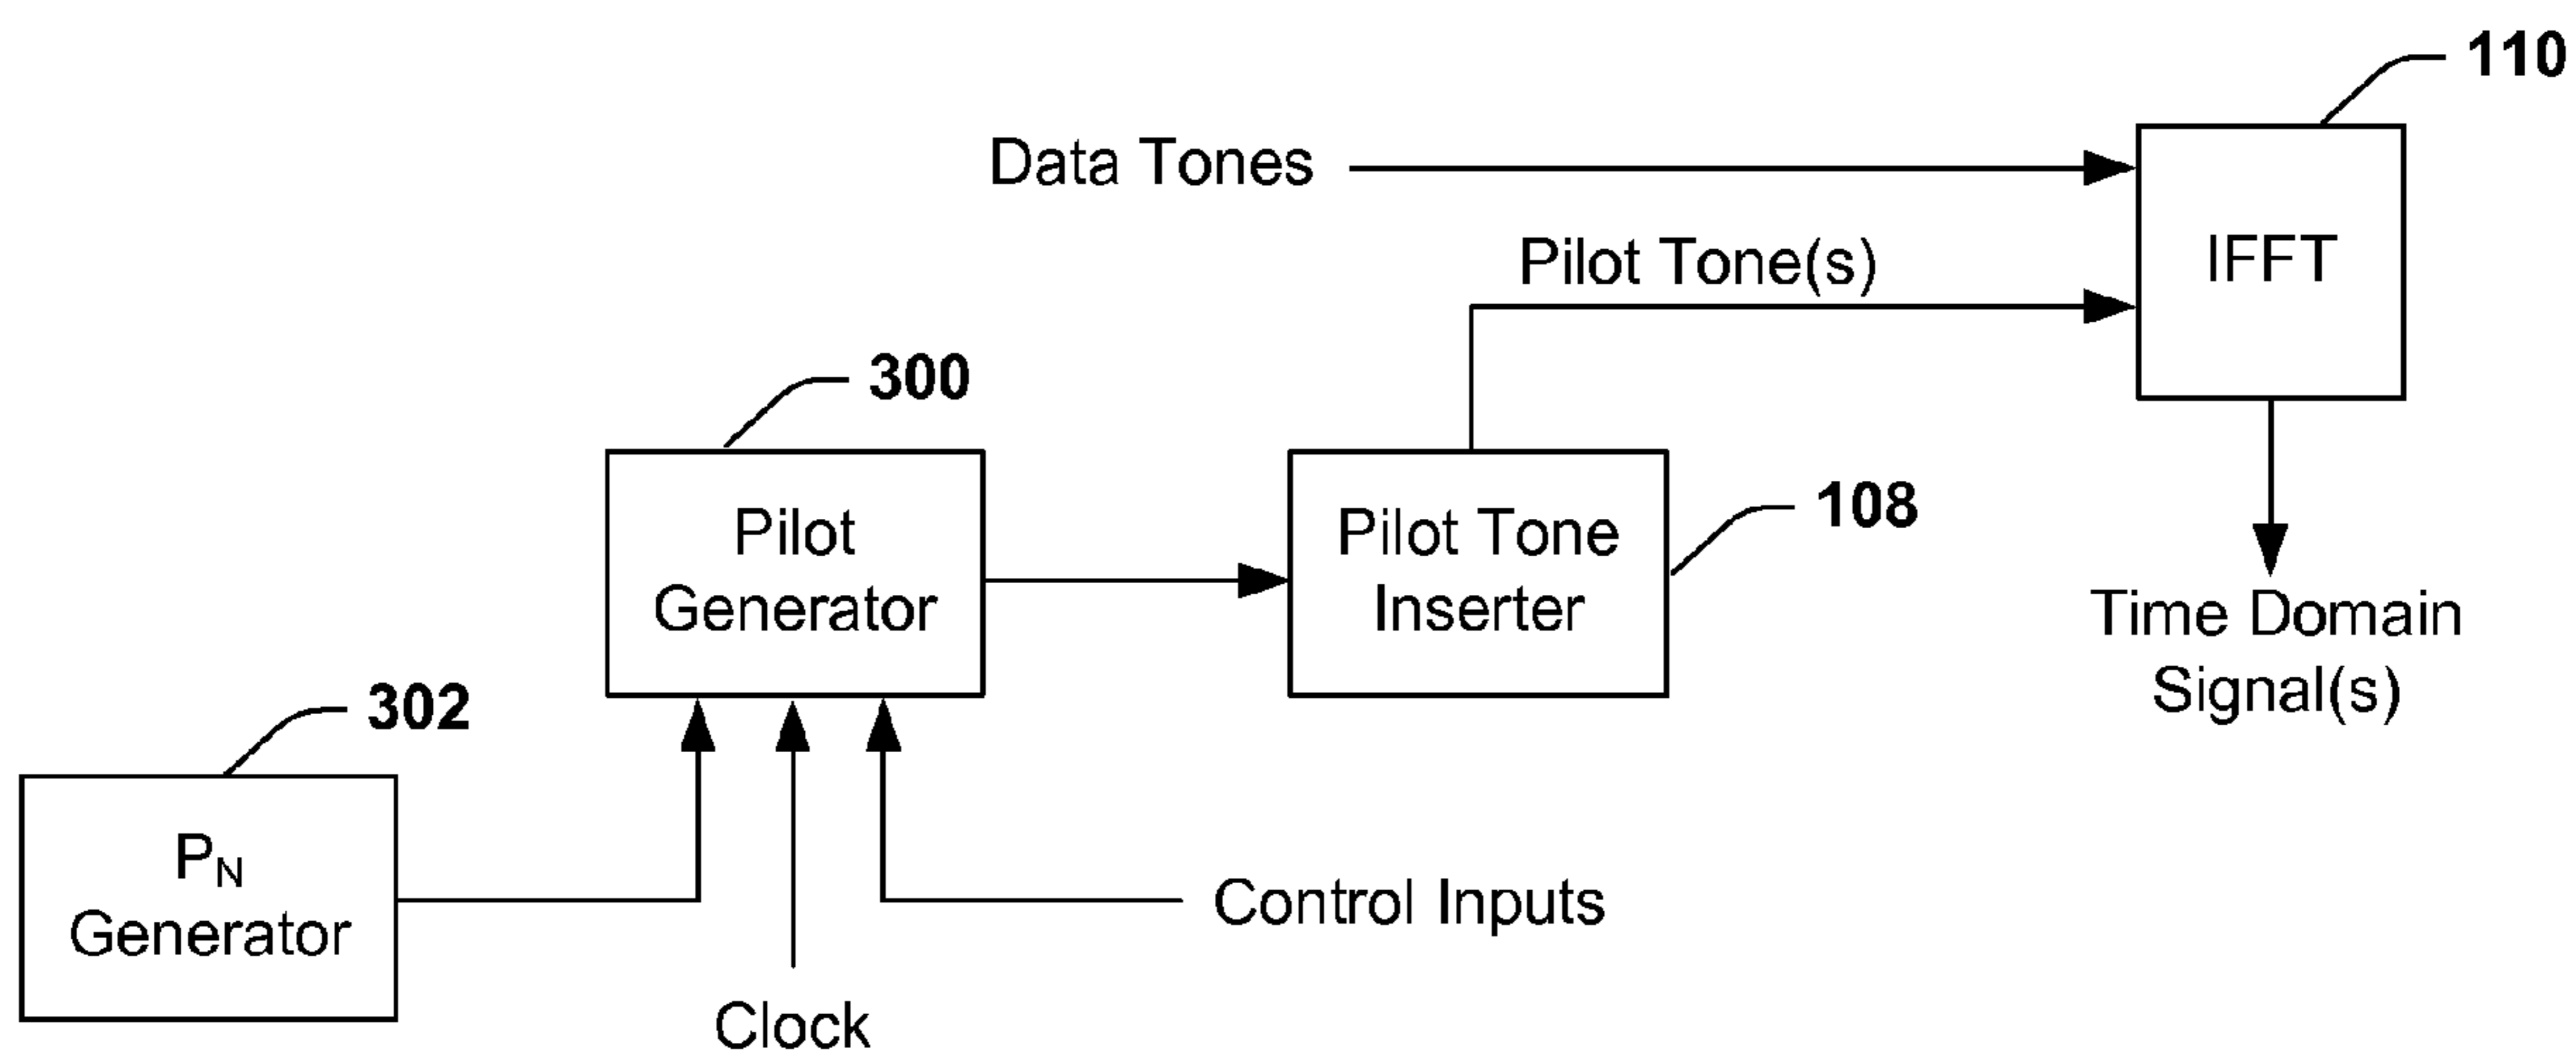 110
Data Tones
IFFT
Pilot Tone(s)
300
Pilot
Generator
Pilot Tone
Inserter
108
Time Domain
Signal(s)
302
PN
Generator
Control Inputs
Clock